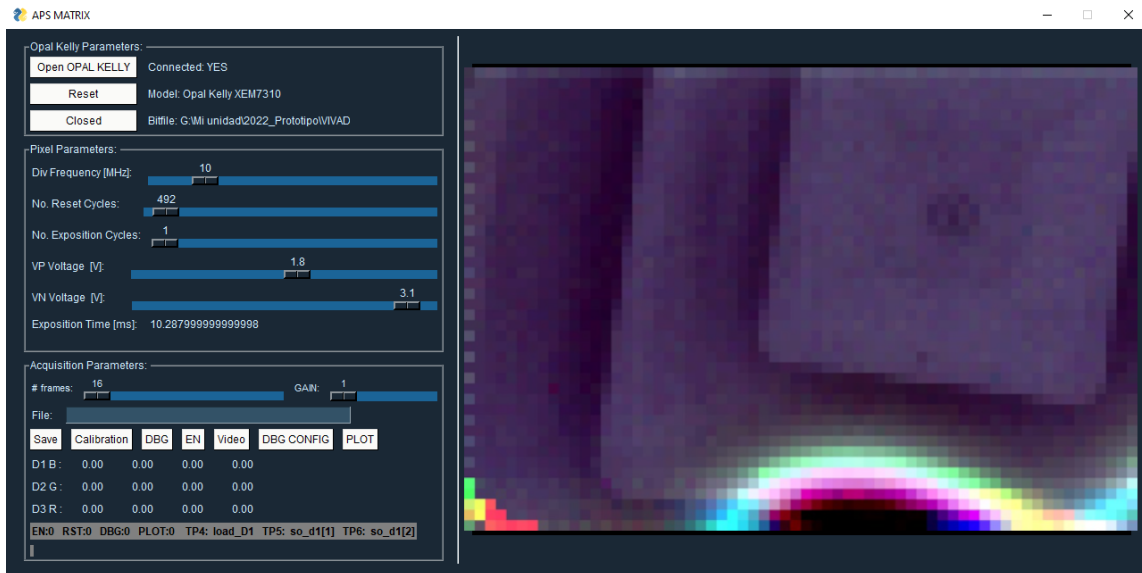 APS MATRIX
Opal Kelly Parameters:
Open OPAL KELLY Connected: YES
Reset Model: Opal Kelly XEM7310
Closed Bitfile: G:\Mi unidad\2022_Prototipo\VIVAD
Pixel Parameters:
10
Div Frequency [MHz]:
492
No. Reset Cycles:
1
No. Exposition Cycles:
1.8
VP Voltage [V]:
3.1
VN Voltage [V]:
Exposition Time [ms]: 10.287999999999998
Acquisition Parameters:
# frames: 16 GAIN: 1
File:
Save Calibration DBG EN Video DBG CONFIG PLOT
D1 B : 0.00 0.00 0.00 0.00
D2 G : 0.00 0.00 0.00 0.00
D3 R : 0.00 0.00 0.00 0.00
EN:0 RST:0 DBG:0 PLOT:0 TP4: load_D1 TP5: so_d1[1] TP6: so_d1[2]